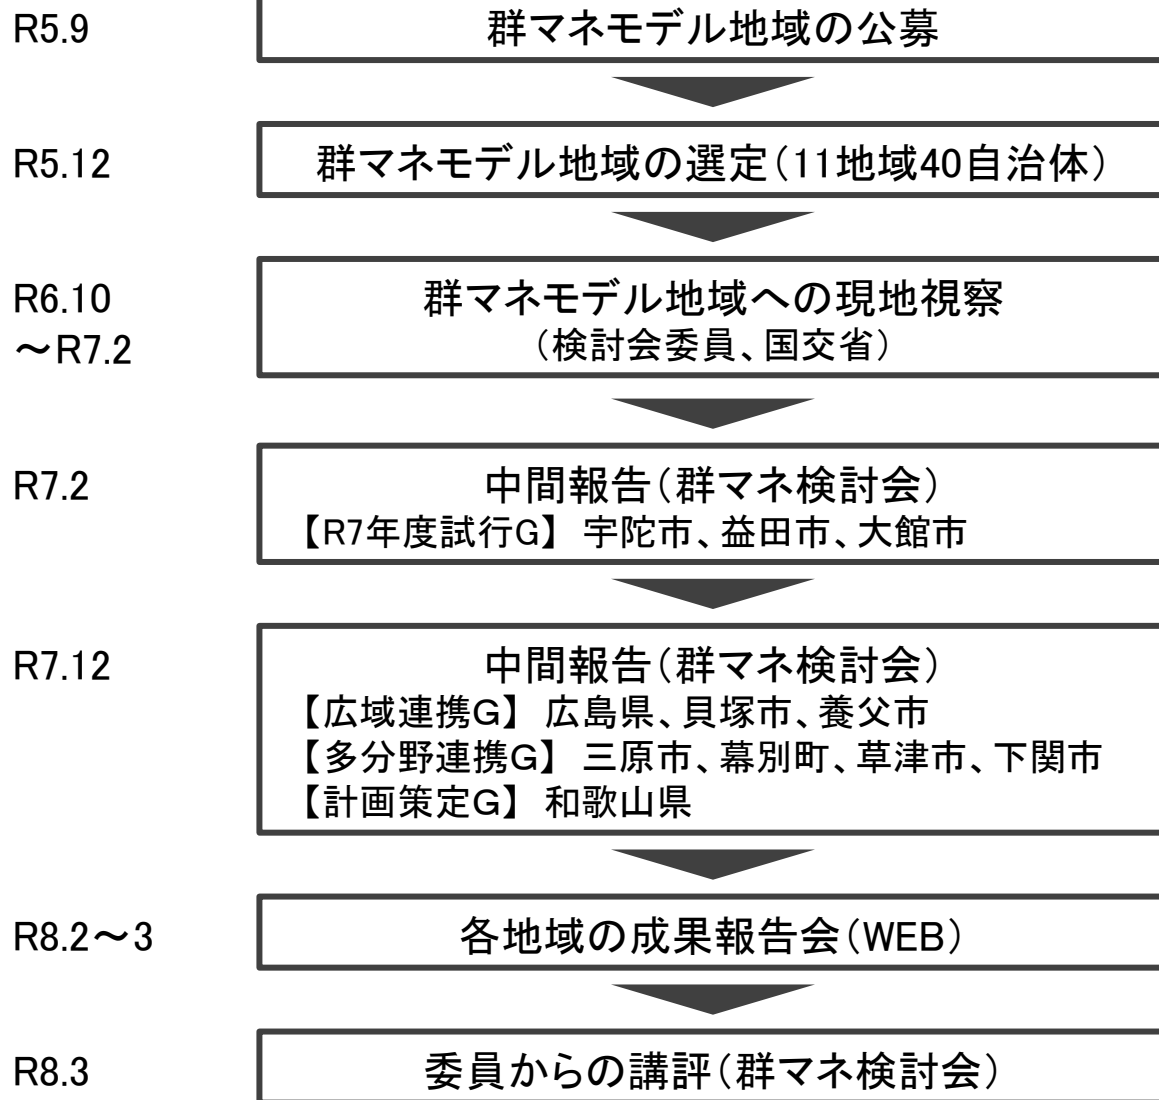 R5.9 群マネモデル地域の公募
R5.12 群マネモデル地域の選定（11地域40自治体）
R6.10 群マネモデル地域への現地視察
～R7.2 （検討会委員、国交省）
R7.2 中間報告（群マネ検討会）
【R7年度試行G】 宇陀市、益田市、大館市
R7.12 中間報告（群マネ検討会）
【広域連携G】 広島県、貝塚市、養父市
【多分野連携G】 三原市、幕別町、草津市、下関市
【計画策定G】 和歌山県
R8.2～3 各地域の成果報告会（WEB）
R8.3 委員からの講評（群マネ検討会）